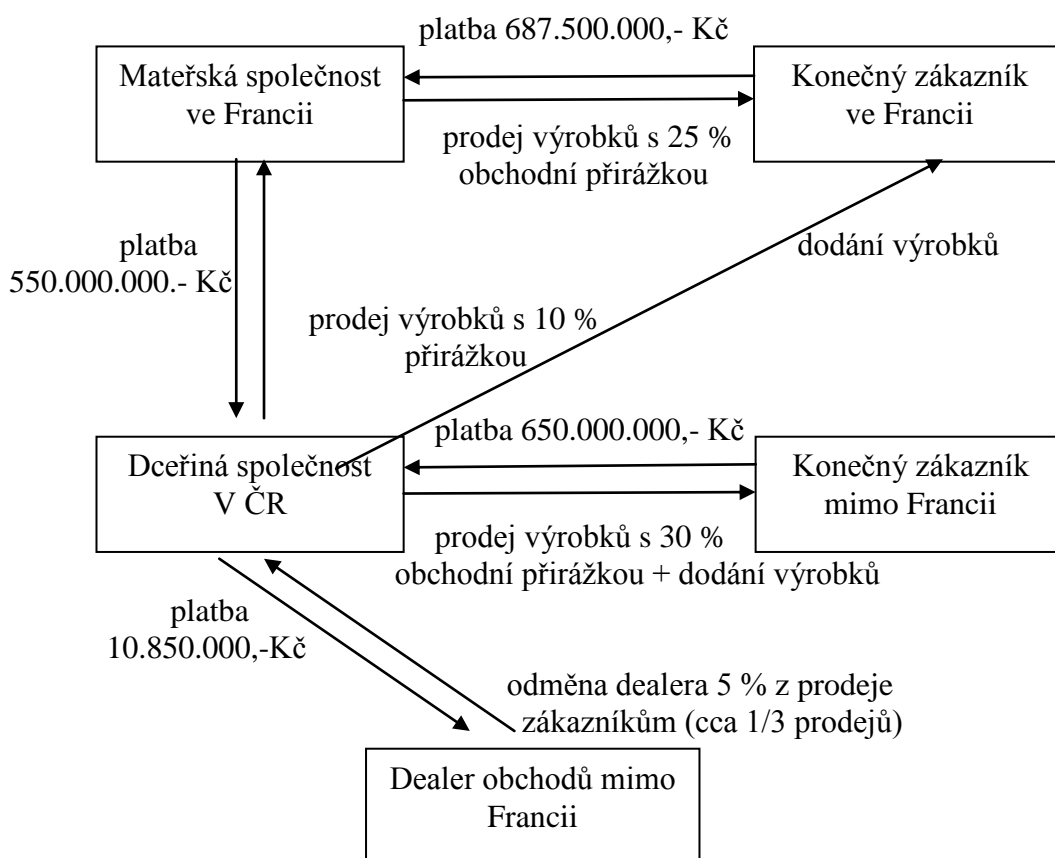 platba 687.500.000,- Kč
Mateřská společnost
ve Francii
Konečný zákazník
ve Francii
prodej výrobků s 25 %
obchodní přirážkou
platba
550.000.000.- Kč
dodání výrobků
prodej výrobků s 10 %
přirážkou
platba 650.000.000,- Kč
Dceřiná společnost
V ČR
Konečný zákazník
mimo Francii
prodej výrobků s 30 %
obchodní přirážkou + dodání výrobků
platba
10.850.000,-Kč
odměna dealera 5 % z prodeje
zákazníkům (cca 1/3 prodejů)
Dealer obchodů mimo
Francii